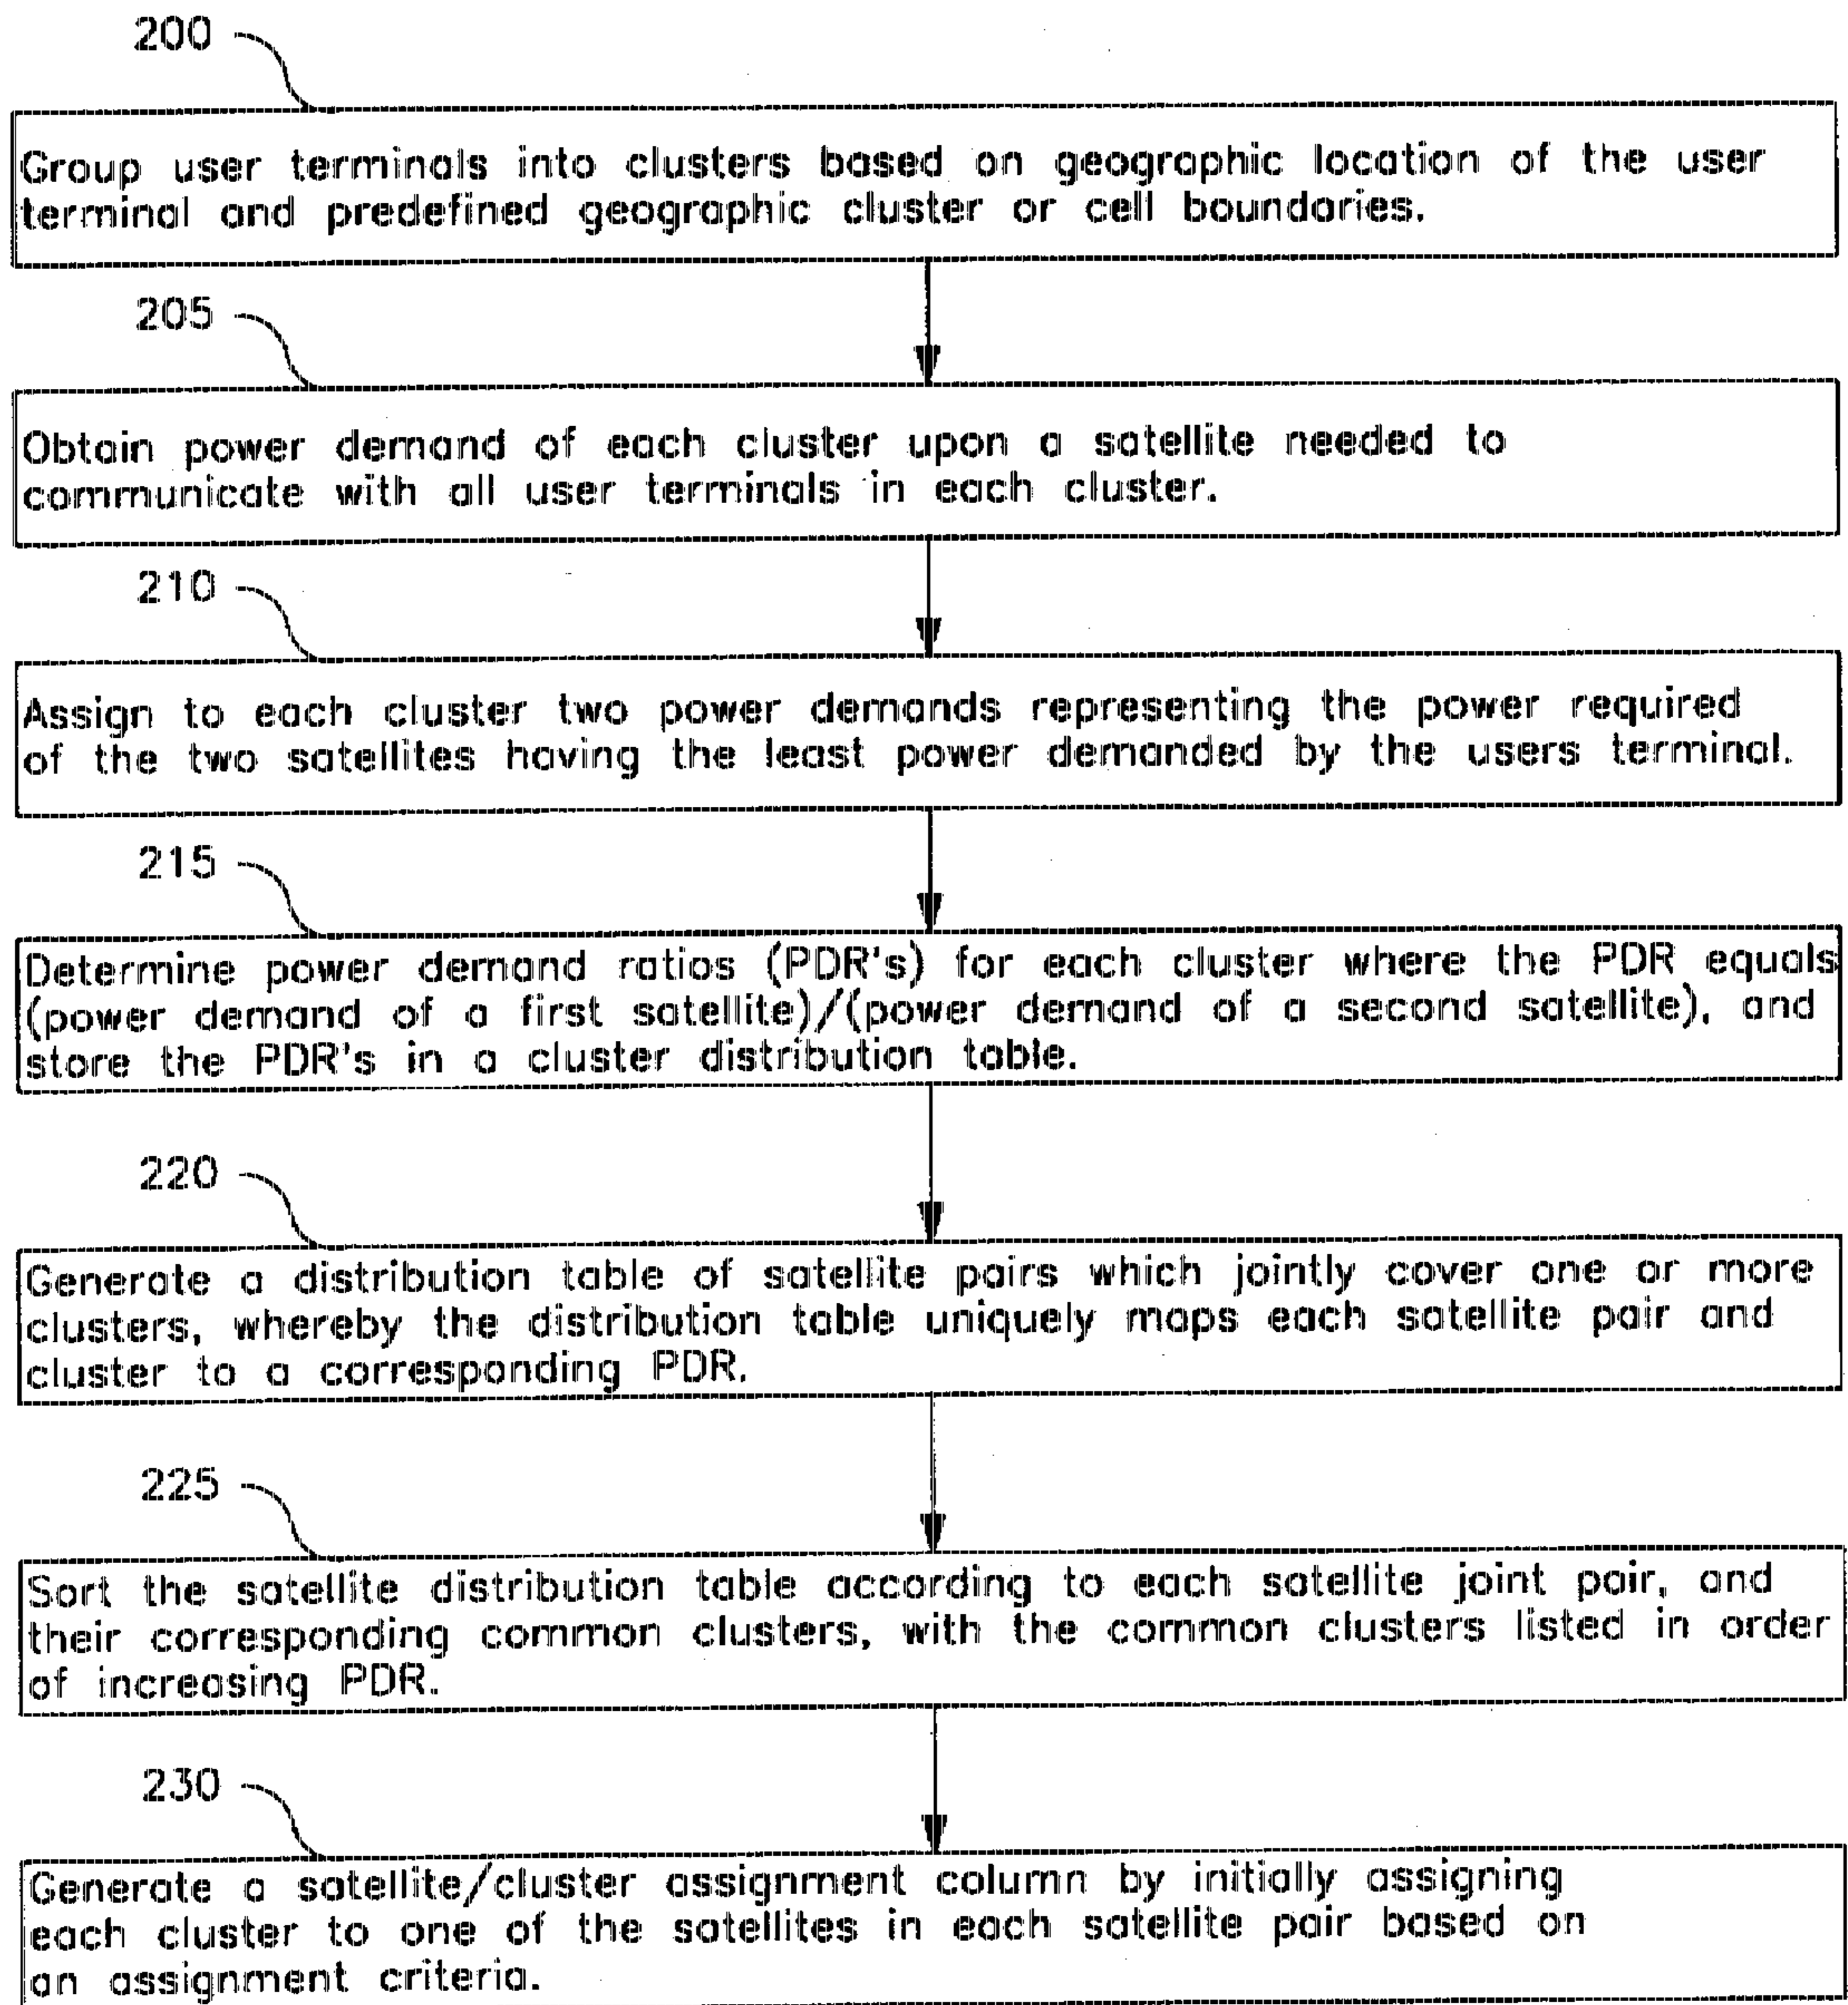 200
Group user terminals into clusters based on geographic location of the user
terminal and predefined geographic cluster or cell boundaries.
205
Obtain power demand of each cluster upon a satellite needed to
communicate with all user terminals in each cluster.
210
Assign to each cluster two power demands representing the power required
of the two satellites having the least power demanded by the users terminal.
215
Determine power demand ratios (PDR's) for each cluster where the PDR equals
(power demand of a first satellite)/(power demand of a second satellite), and
store the PDR's in a cluster distribution table.
220
Generate a distribution table of satellite pairs which jointly cover one or more
clusters, whereby the distribution table uniquely maps each satellite pair and
cluster to a corresponding PDR.
225
Sort the satellite distribution table according to each satellite joint pair, and
their corresponding common clusters, with the common clusters listed in order
of increasing PDR.
230
Generate a satellite/cluster assignment column by initially assigning
each cluster to one of the satellites in each satellite pair based on
an assignment criteria.